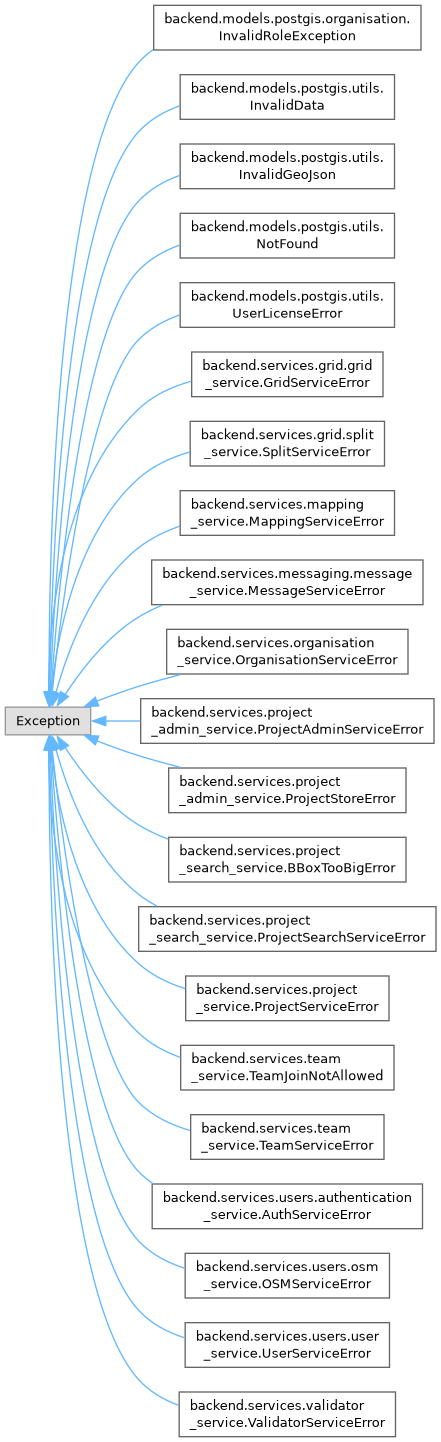 backend.models.postgis.organisation.
InvalidRoleException
backend.models.postgis.utils.
InvalidData
backend.models.postgis.utils.
InvalidGeoJson
backend.models.postgis.utils.
NotFound
backend.models.postgis.utils.
UserLicenseError
backend.services.grid.grid
_service.GridServiceError
backend.services.grid.split
_service.SplitServiceError
backend.services.mapping
_service.MappingServiceError
backend.services.messaging.message
_service.MessageServiceError
backend.services.organisation
_service.OrganisationServiceError
Exception
backend.services.project
_admin_service.ProjectAdminServiceError
backend.services.project
_admin_service.ProjectStoreError
backend.services.project
_search_service.BBoxTooBigError
backend.services.project
_search_service.ProjectSearchServiceError
backend.services.project
_service.ProjectServiceError
backend.services.team
_service.TeamJoinNotAllowed
backend.services.team
_service.TeamServiceError
backend.services.users.authentication
_service.AuthServiceError
backend.services.users.osm
_service.OSMServiceError
backend.services.users.user
_service.UserServiceError
backend.services.validator
_service.ValidatorServiceError